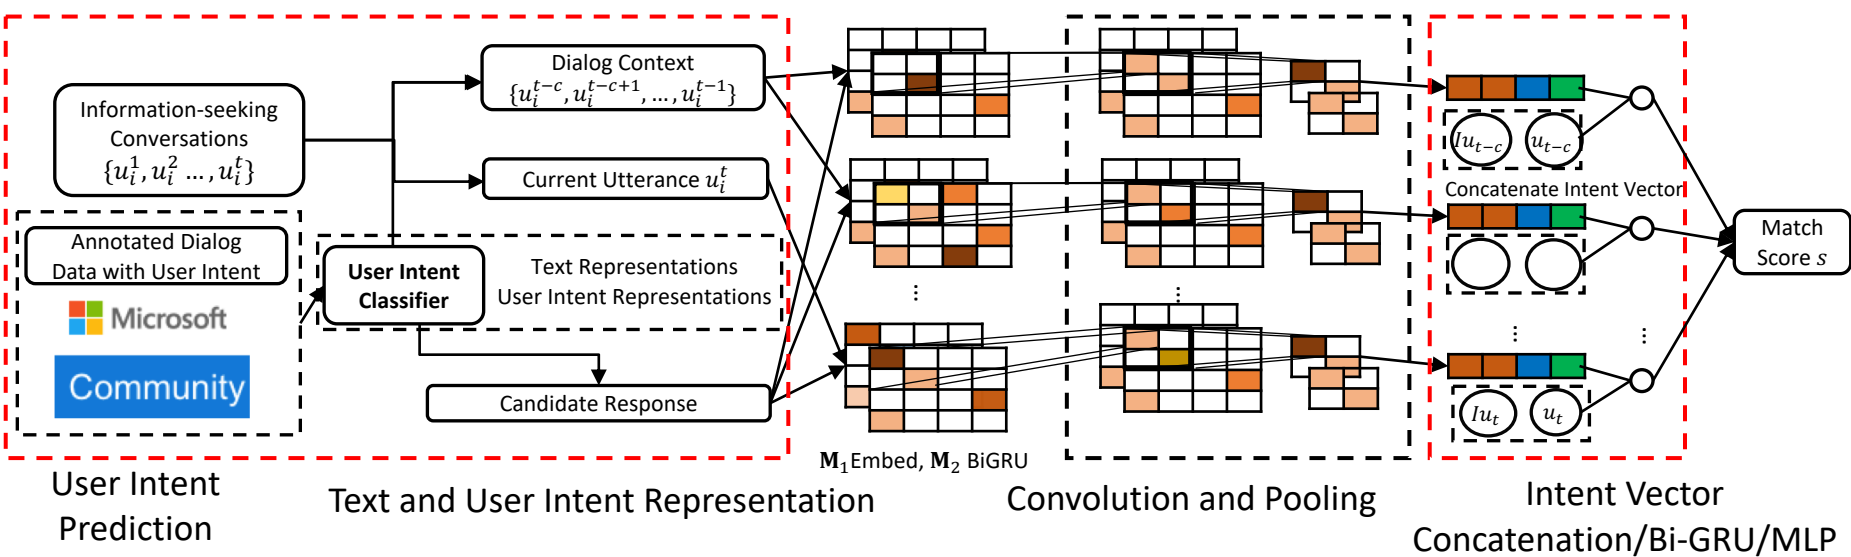 Information-seeking
Conversations
{u_i^1, u_i^2 ..., u_i^t}
Dialog Context
{u_i^{t-c}, u_i^{t-c+1}, ..., u_i^{t-1}}
Current Utterance u_i^t
Annotated Dialog
Data with User Intent
Microsoft
Community
User Intent
Classifier
Text Representations
User Intent Representations
Candidate Response
...
...
M_1 Embed, M_2 BiGRU
Iu_{t-c}
u_{t-c}
Concatenate Intent Vector
...
...
Iu_t
u_t
Match
Score s
User Intent
Prediction
Text and User Intent Representation
Convolution and Pooling
Intent Vector
Concatenation/Bi-GRU/MLP